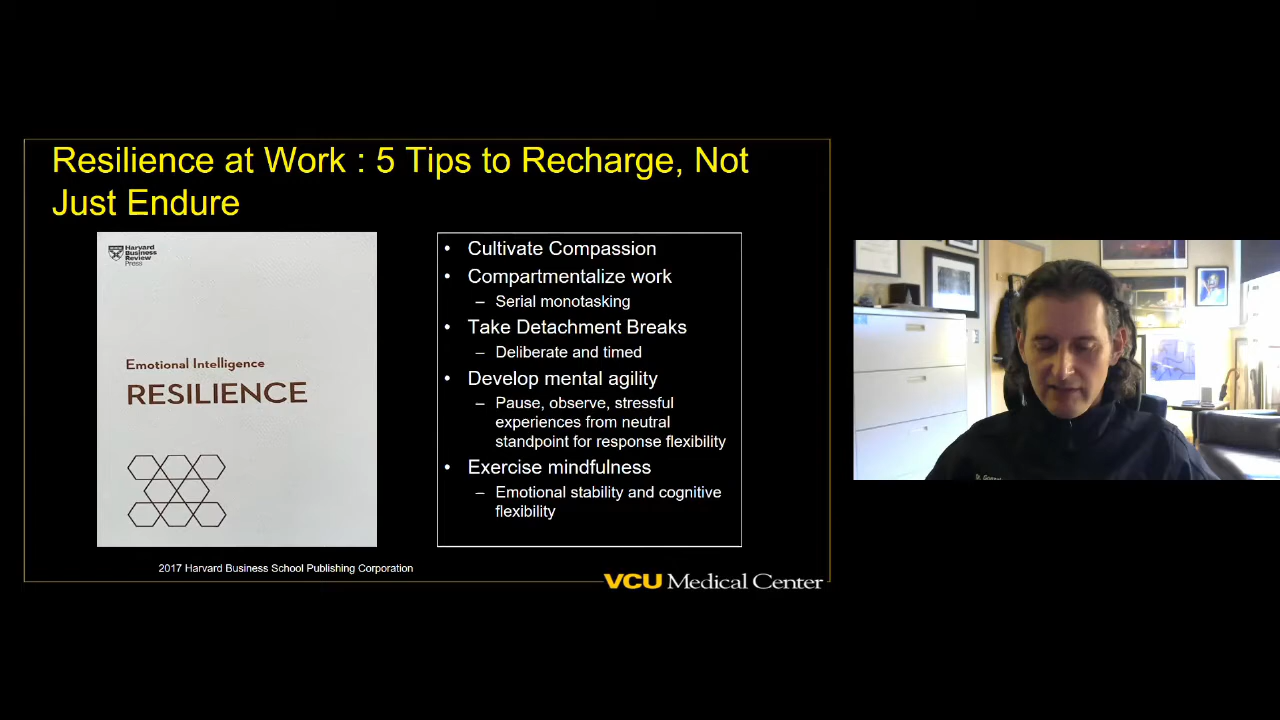 Resilience at Work : 5 Tips to Recharge, Not
Just Endure
Harvard
Business
Review
Press
Emotional Intelligence
RESILIENCE
• Cultivate Compassion
• Compartmentalize work
– Serial monotasking
• Take Detachment Breaks
– Deliberate and timed
• Develop mental agility
– Pause, observe, stressful
experiences from neutral
standpoint for response flexibility
• Exercise mindfulness
– Emotional stability and cognitive
flexibility
2017 Harvard Business School Publishing Corporation
VCU Medical Center